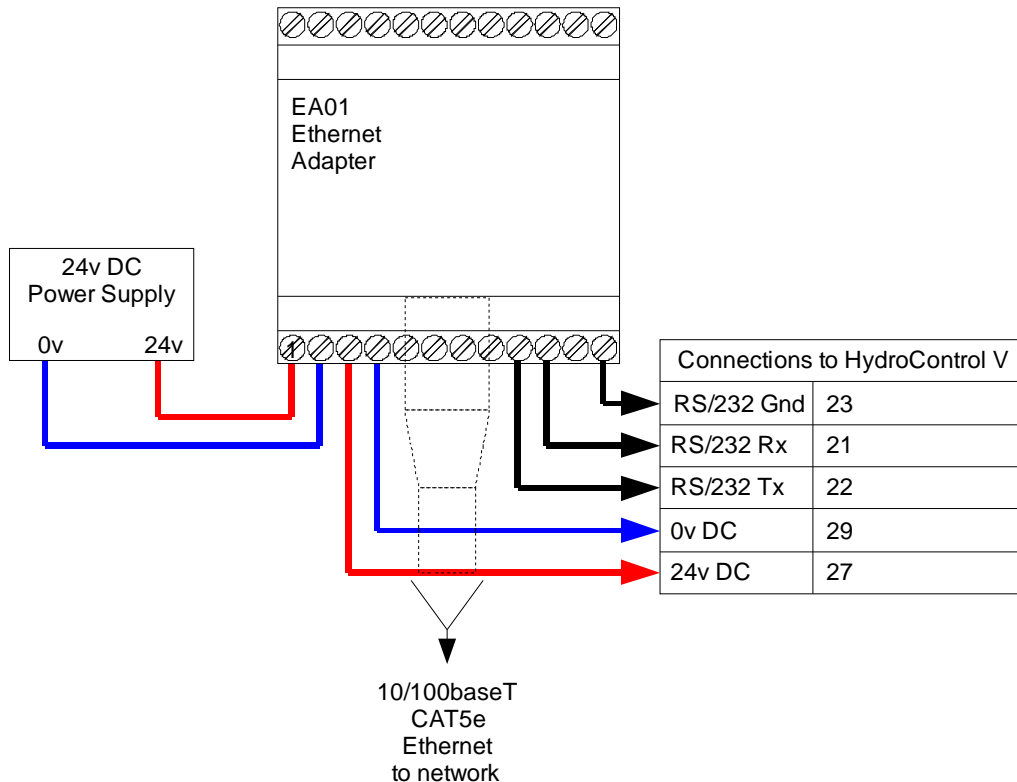 EA01
Ethernet
Adapter
24v DC
Power Supply
0v 24v
1
Connections to HydroControl V
RS/232 Gnd 23
RS/232 Rx 21
RS/232 Tx 22
0v DC 29
24v DC 27
10/100baseT
CAT5e
Ethernet
to network